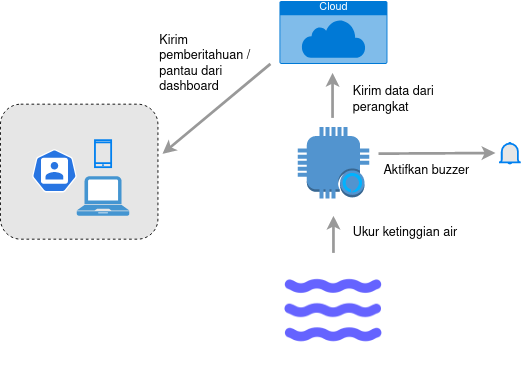 Cloud
Kirim
pemberitahuan /
pantau dari
dashboard
Kirim data dari
perangkat
Aktifkan buzzer
Ukur ketinggian air